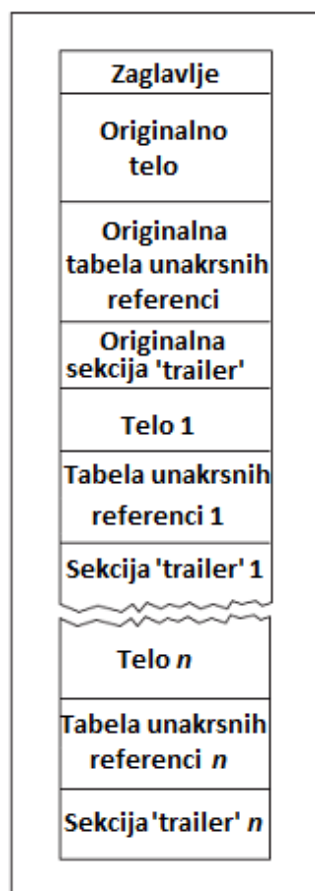 Zaglavlje
Originalno
telo
Originalna
tabela unakrsnih
referenci
Originalna
sekcija 'trailer'
Telo 1
Tabela unakrsnih
referenci 1
Sekcija 'trailer' 1
Telo n
Tabela unakrsnih
referenci n
Sekcija 'trailer' n